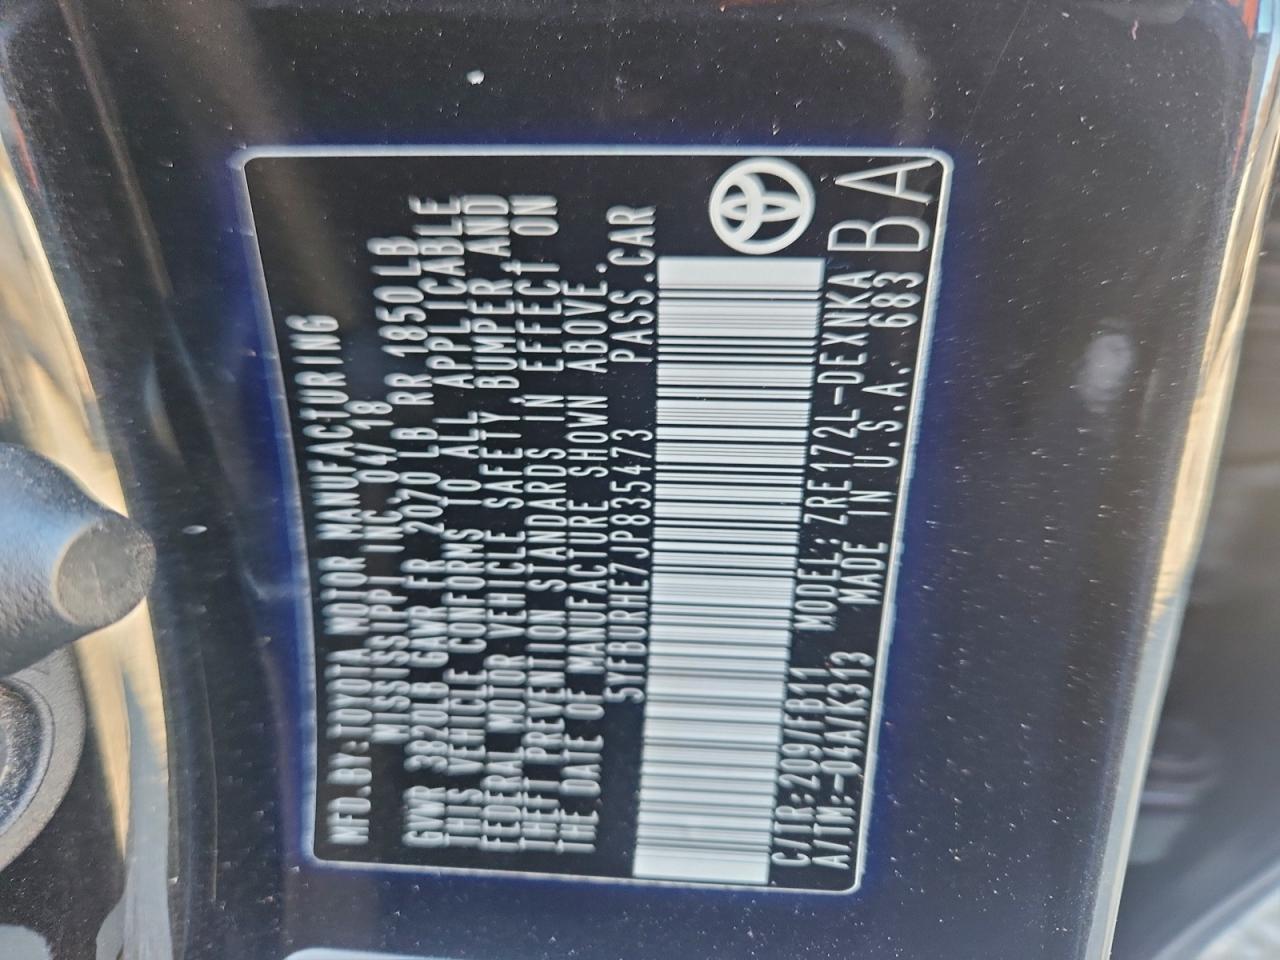 MFD.BY:TOYOTA MOTOR MANUFACTURING
MISSISSIPPI INC 04/18
GVWR 3820LB GAWR FR 2070LB RR 1850LB
THIS VEHICLE CONFORMS TO ALL APPLICABLE
FEDERAL MOTOR VEHICLE SAFETY, BUMPER AND
THEFT PREVENTION STANDARDS IN EFFECT ON
THE DATE OF MANUFACTURE SHOWN ABOVE.
5YFBURHE7JP835473 PASS.CAR
C/TR:209/FB11 MODEL:ZRE172L-DEXNKA
A/TM:-04A/K313 MADE IN U.S.A. 683
BA